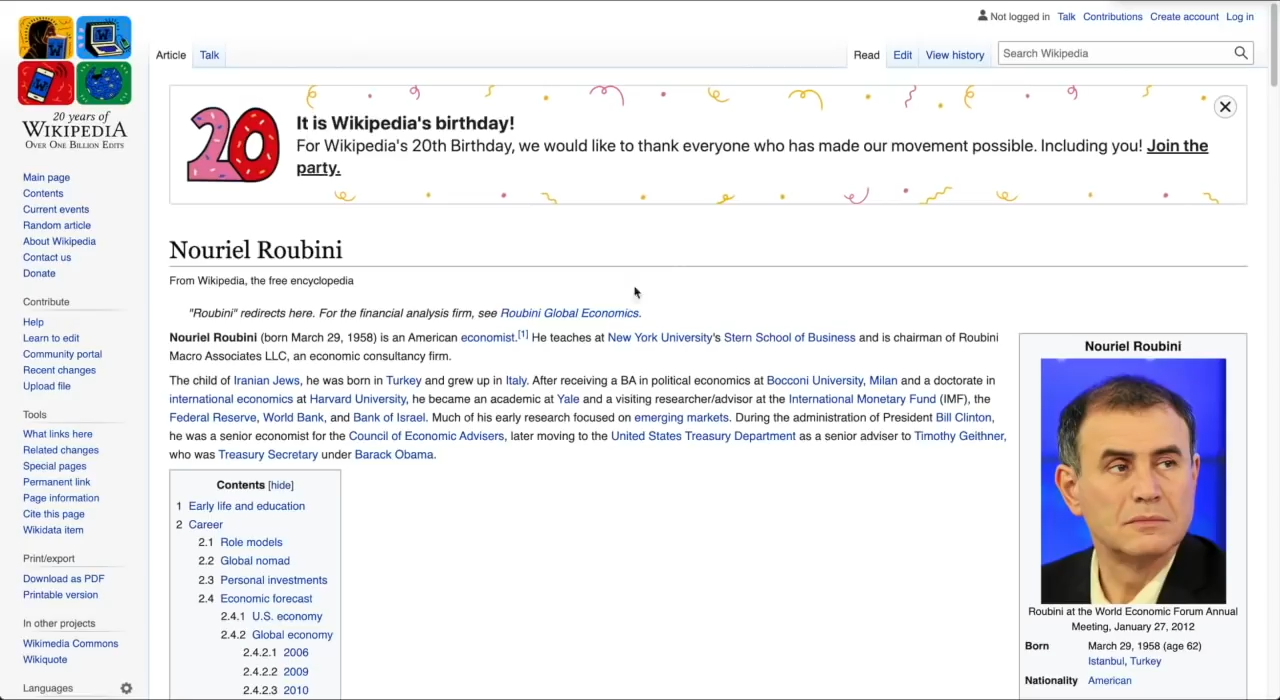 Not logged in Talk Contributions Create account Log in
Article Talk
Read Edit View history Search Wikipedia
20 years of
WIKIPEDIA
OVER ONE BILLION EDITS
Main page
Contents
Current events
Random article
About Wikipedia
Contact us
Donate
Contribute
Help
Learn to edit
Community portal
Recent changes
Upload file
Tools
What links here
Related changes
Special pages
Permanent link
Page information
Cite this page
Wikidata item
Print/export
Download as PDF
Printable version
In other projects
Wikimedia Commons
Wikiquote
Languages
20
It is Wikipedia's birthday!
For Wikipedia's 20th Birthday, we would like to thank everyone who has made our movement possible. Including you! Join the
party.
Nouriel Roubini
From Wikipedia, the free encyclopedia
"Roubini" redirects here. For the financial analysis firm, see Roubini Global Economics.
Nouriel Roubini (born March 29, 1958) is an American economist.[1] He teaches at New York University's Stern School of Business and is chairman of Roubini
Macro Associates LLC, an economic consultancy firm.
The child of Iranian Jews, he was born in Turkey and grew up in Italy. After receiving a BA in political economics at Bocconi University, Milan and a doctorate in
international economics at Harvard University, he became an academic at Yale and a visiting researcher/advisor at the International Monetary Fund (IMF), the
Federal Reserve, World Bank, and Bank of Israel. Much of his early research focused on emerging markets. During the administration of President Bill Clinton,
he was a senior economist for the Council of Economic Advisers, later moving to the United States Treasury Department as a senior adviser to Timothy Geithner,
who was Treasury Secretary under Barack Obama.
Contents [hide]
1 Early life and education
2 Career
2.1 Role models
2.2 Global nomad
2.3 Personal investments
2.4 Economic forecast
2.4.1 U.S. economy
2.4.2 Global economy
2.4.2.1 2006
2.4.2.2 2009
2.4.2.3 2010
Nouriel Roubini
Roubini at the World Economic Forum Annual
Meeting, January 27, 2012
Born March 29, 1958 (age 62)
Istanbul, Turkey
Nationality American